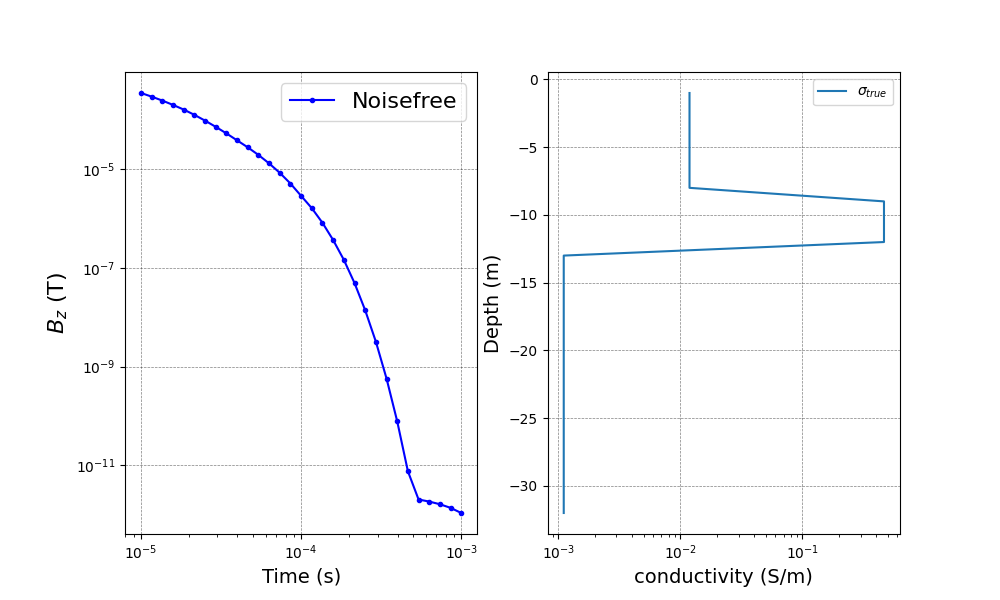 Noisefree
10⁻⁵
10⁻⁷
10⁻⁹
10⁻¹¹
B_z (T)
10⁻⁵
10⁻⁴
10⁻³
Time (s)
σ_true
0
−5
−10
−15
−20
−25
−30
Depth (m)
10⁻³
10⁻²
10⁻¹
conductivity (S/m)